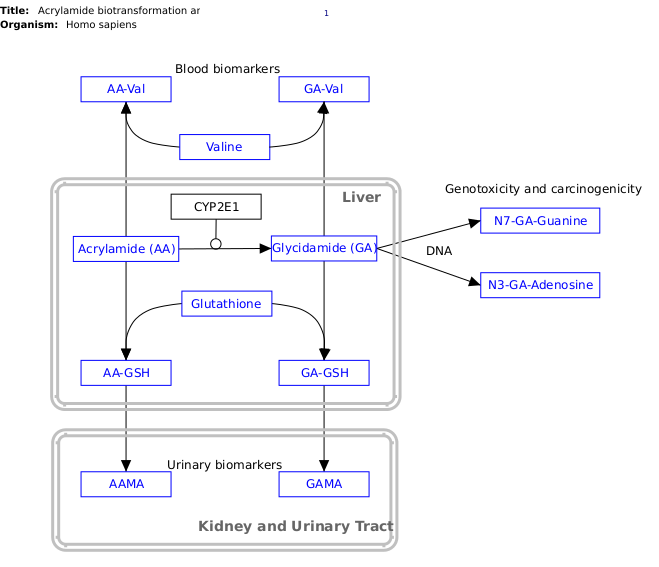 Title: Acrylamide biotransformation ar
1
Organism: Homo sapiens
Blood biomarkers
AA-Val
GA-Val
Valine
Liver
Genotoxicity and carcinogenicity
CYP2E1
N7-GA-Guanine
Acrylamide (AA)
Glycidamide (GA)
DNA
N3-GA-Adenosine
Glutathione
AA-GSH
GA-GSH
Urinary biomarkers
AAMA
GAMA
Kidney and Urinary Tract